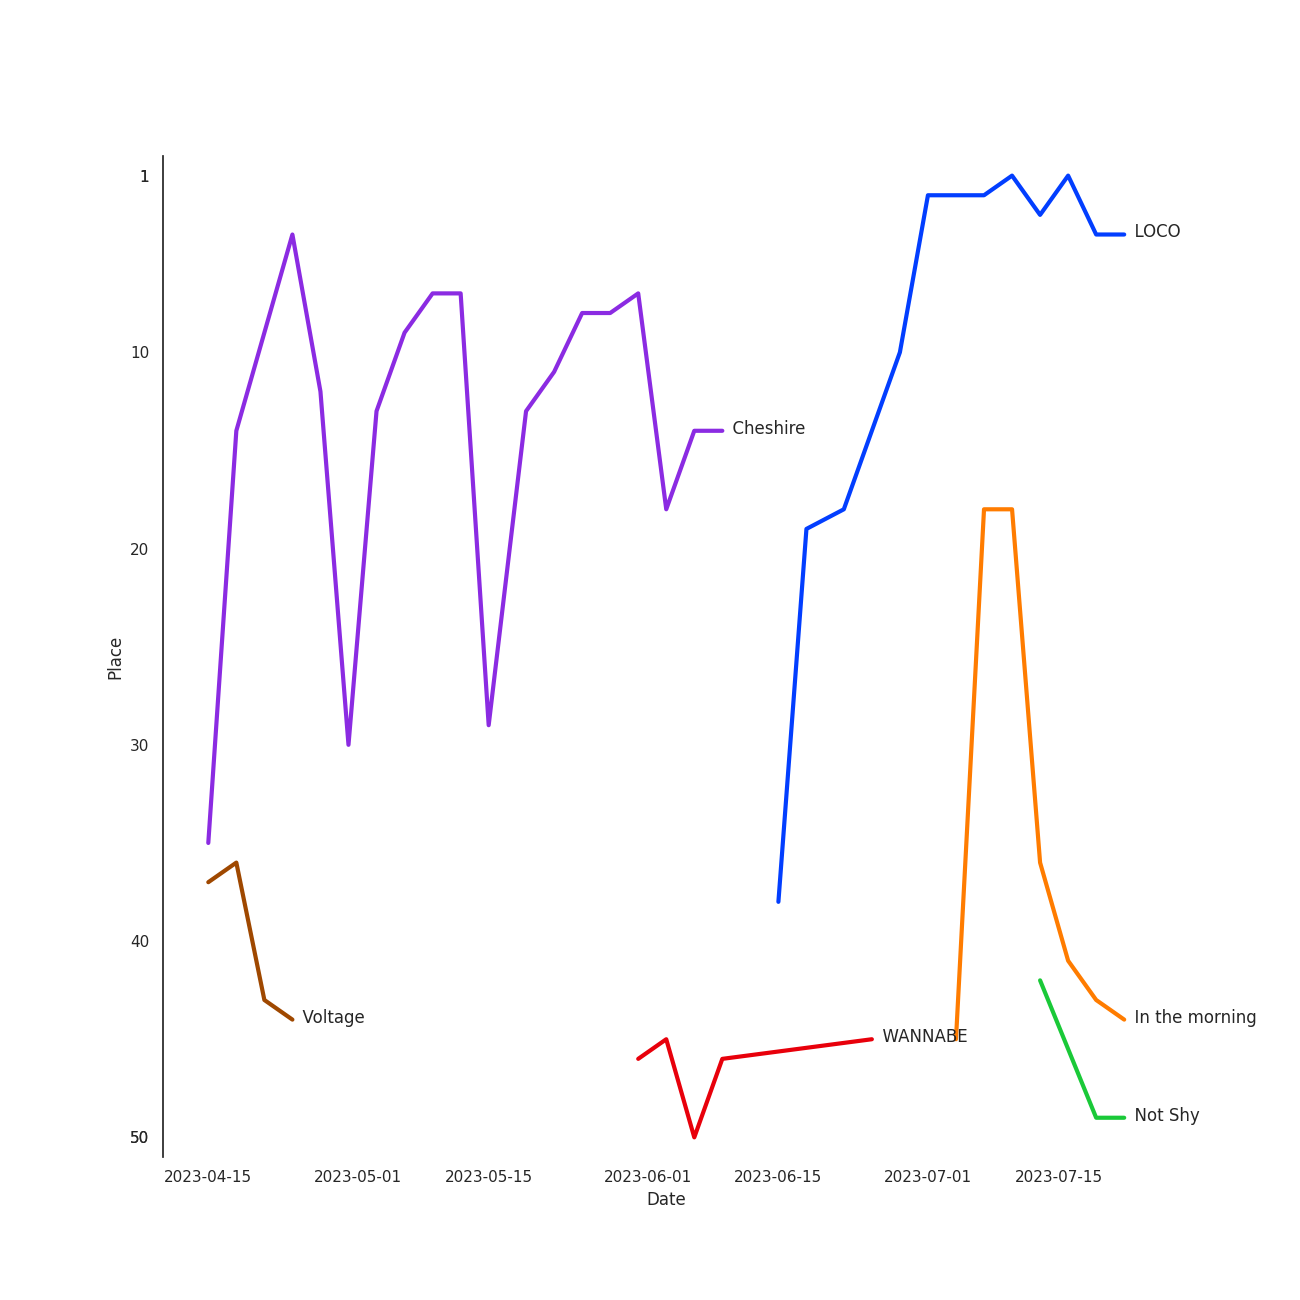 1
LOCO
10
Cheshire
20
Place
30
40
Voltage
In the morning
WANNABE
Not Shy
50
2023-04-15 2023-05-01 2023-05-15 2023-06-01 2023-06-15 2023-07-01 2023-07-15
Date